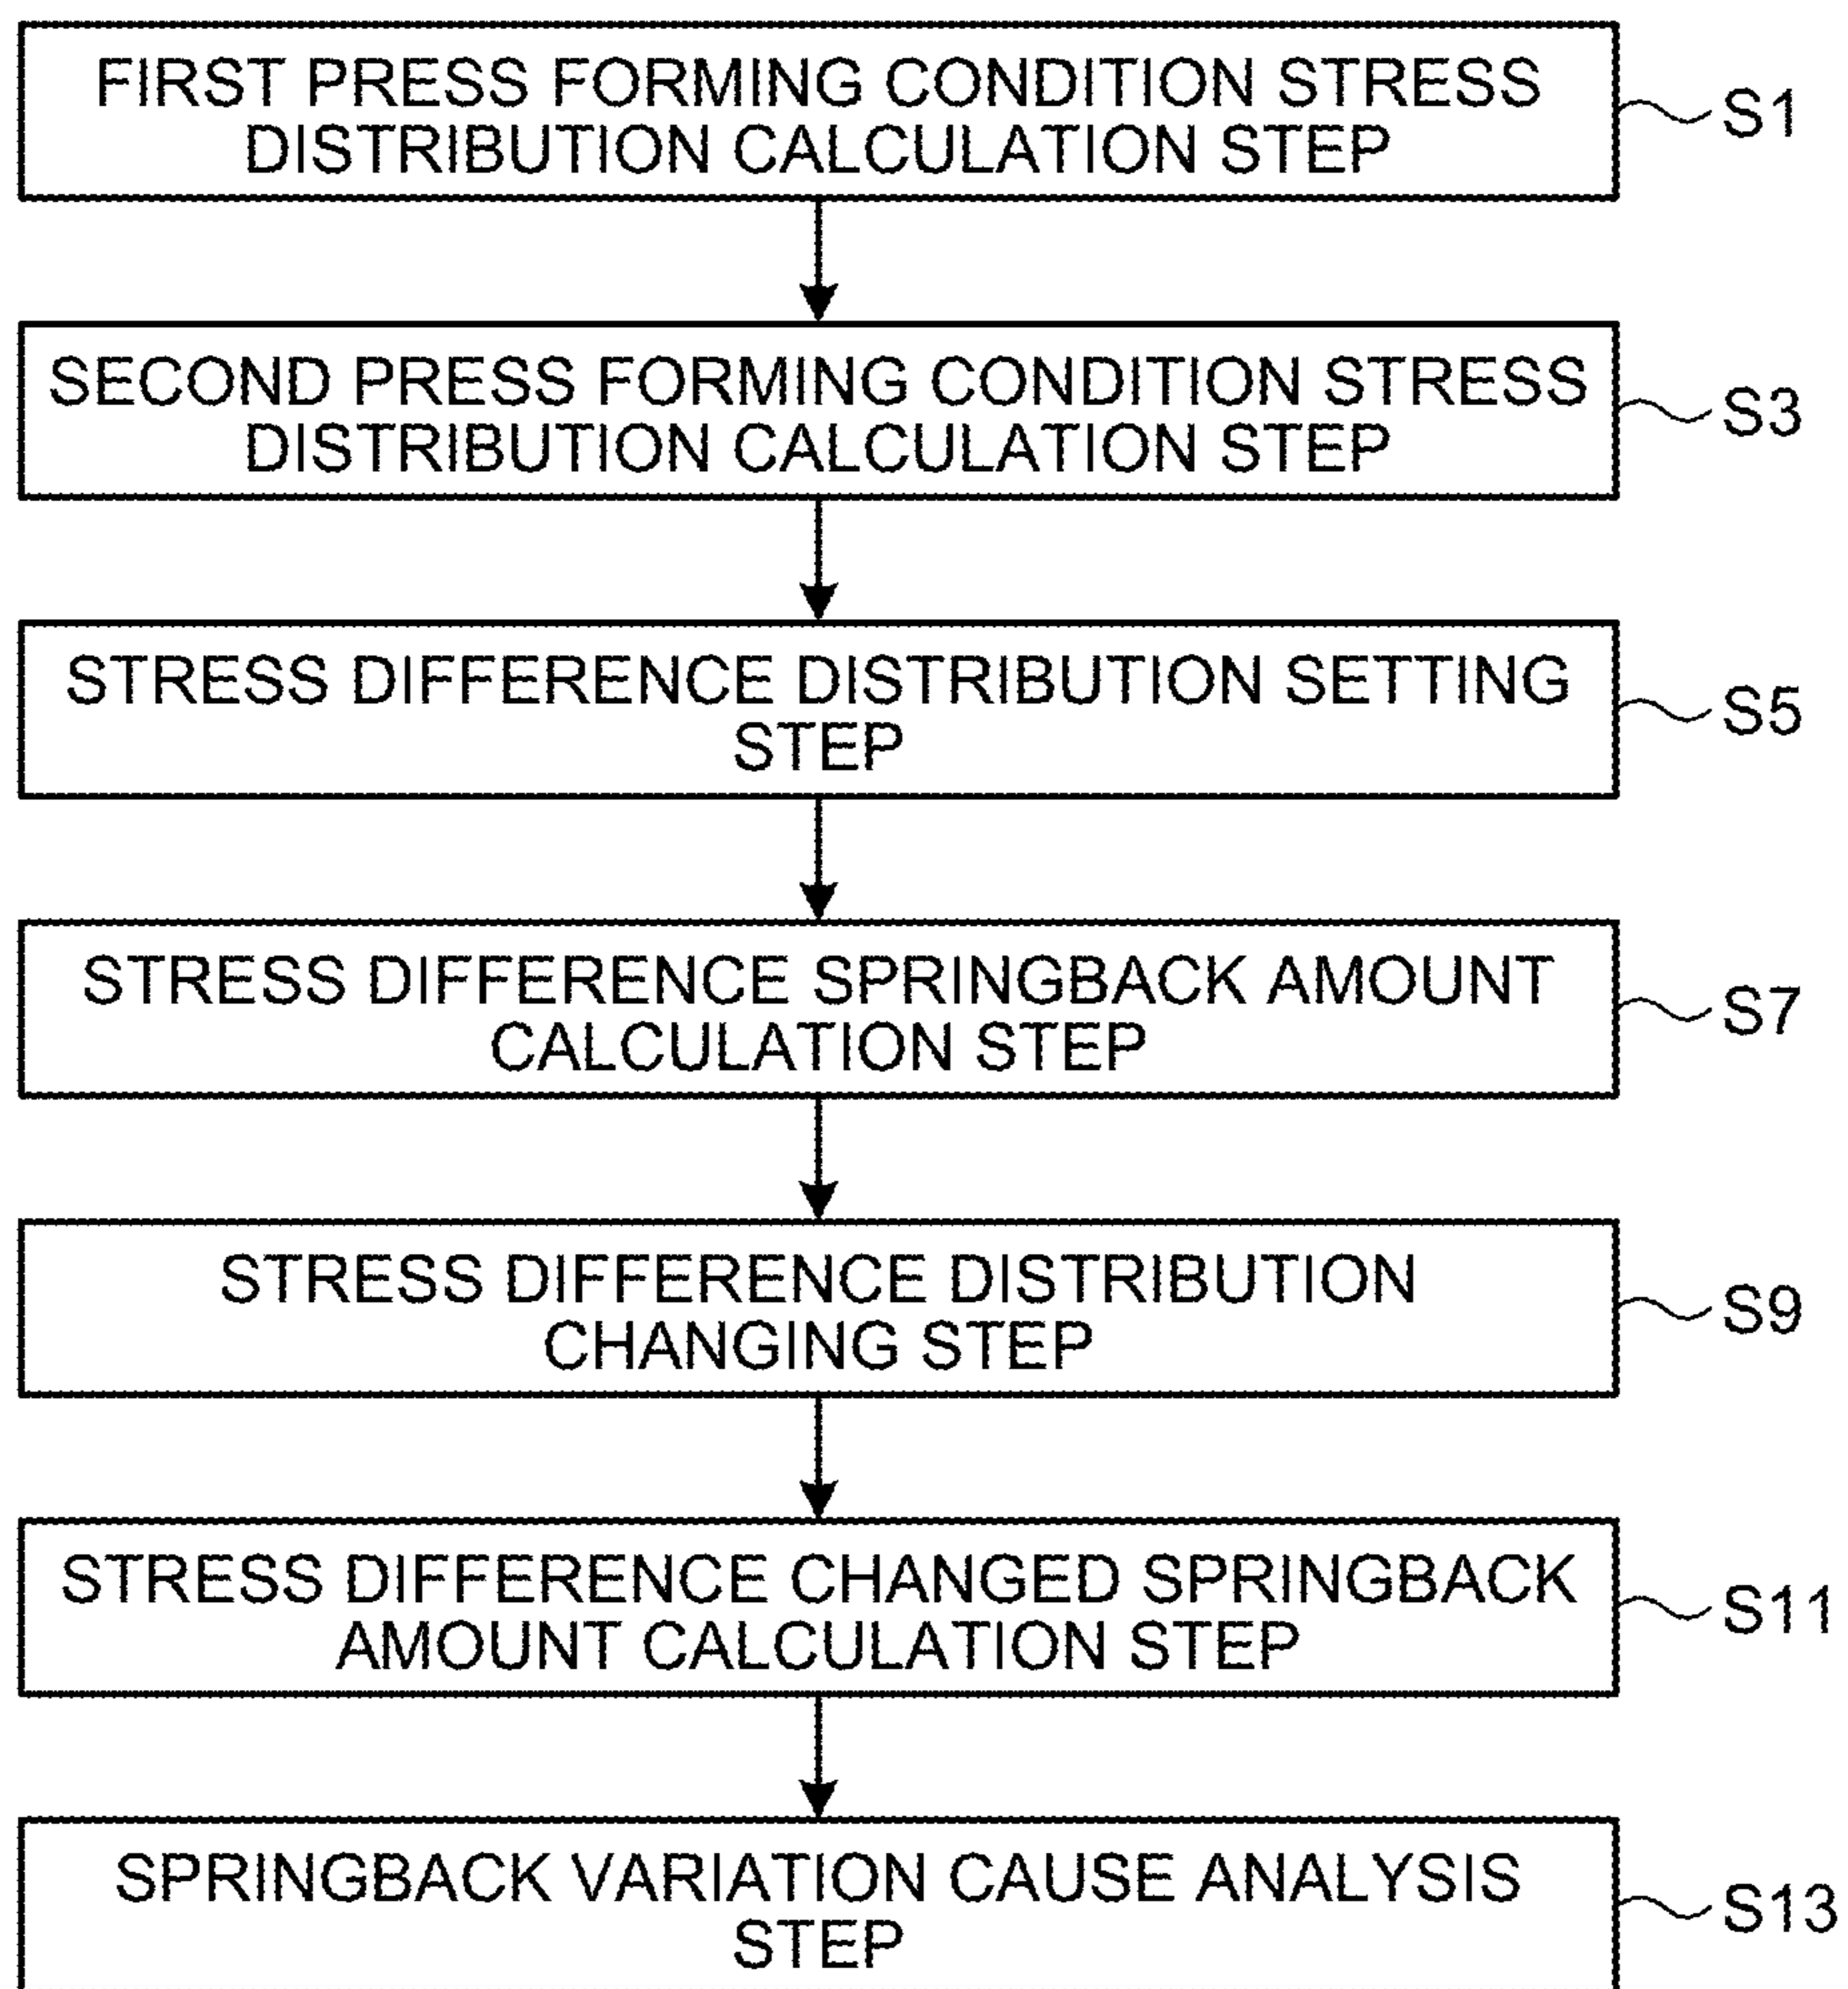 FIRST PRESS FORMING CONDITION STRESS
DISTRIBUTION CALCULATION STEP
S1
SECOND PRESS FORMING CONDITION STRESS
DISTRIBUTION CALCULATION STEP
S3
STRESS DIFFERENCE DISTRIBUTION SETTING
STEP
S5
STRESS DIFFERENCE SPRINGBACK AMOUNT
CALCULATION STEP
S7
STRESS DIFFERENCE DISTRIBUTION
CHANGING STEP
S9
STRESS DIFFERENCE CHANGED SPRINGBACK
AMOUNT CALCULATION STEP
S11
SPRINGBACK VARIATION CAUSE ANALYSIS
STEP
S13